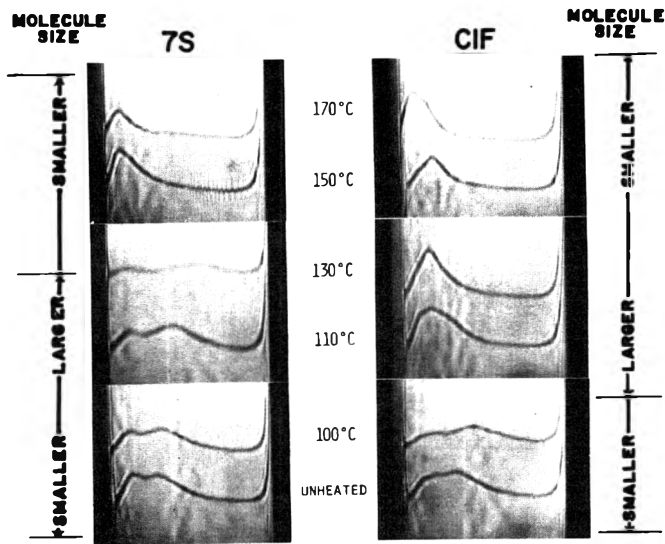 MOLECULE
SIZE
7S
CIF
MOLECULE
SIZE
SMALLER
170°C
SMALLER
150°C
130°C
LARGER
110°C
LARGER
100°C
SMALLER
UNHEATED
SMALLER